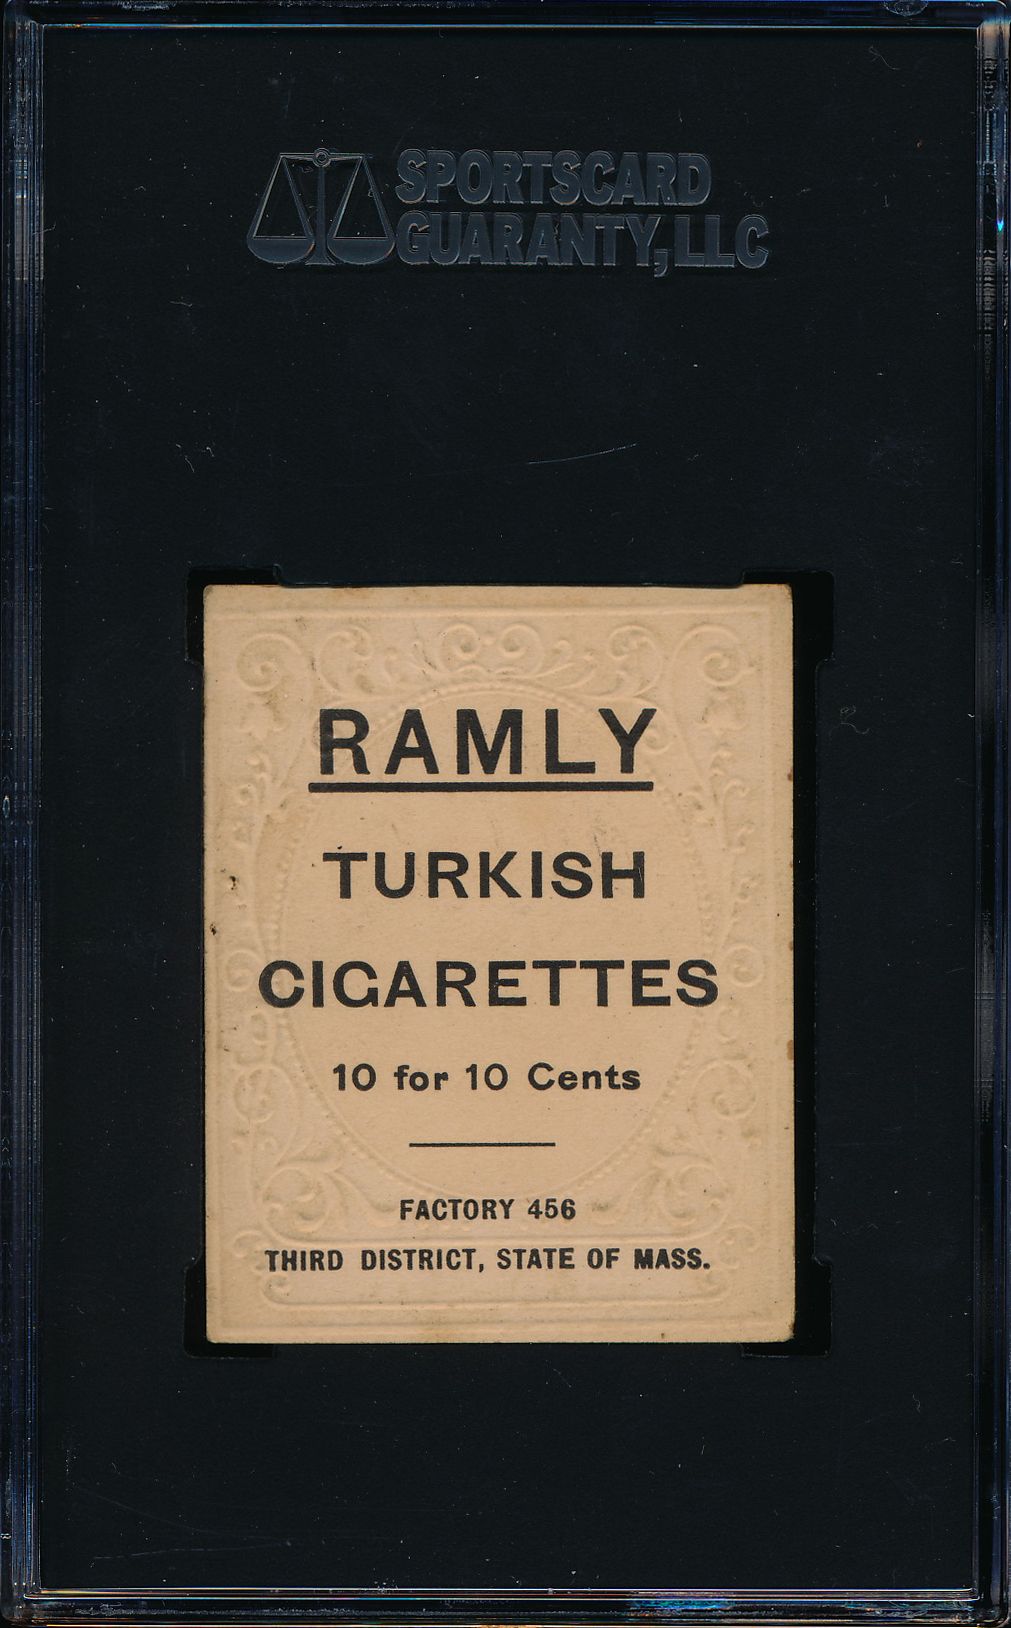 SPORTSCARD
GUARANTY, LLC
RAMLY
TURKISH
CIGARETTES
10 for 10 Cents
FACTORY 456
THIRD DISTRICT, STATE OF MASS.